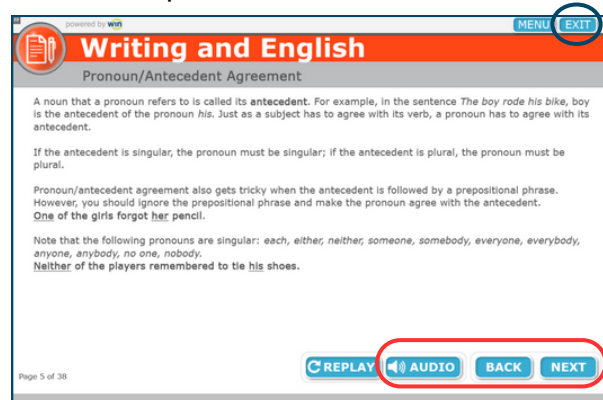 powered by win
MENU
EXIT
Writing and English
Pronoun/Antecedent Agreement
A noun that a pronoun refers to is called its antecedent. For example, in the sentence The boy rode his bike, boy
is the antecedent of the pronoun his. Just as a subject has to agree with its verb, a pronoun has to agree with its
antecedent.
If the antecedent is singular, the pronoun must be singular; if the antecedent is plural, the pronoun must be
plural.
Pronoun/antecedent agreement also gets tricky when the antecedent is followed by a prepositional phrase.
However, you should ignore the prepositional phrase and make the pronoun agree with the antecedent.
One of the girls forgot her pencil.
Note that the following pronouns are singular: each, either, neither, someone, somebody, everyone, everybody,
anyone, anybody, no one, nobody.
Neither of the players remembered to tie his shoes.
REPLAY
AUDIO
BACK
NEXT
Page 5 of 38